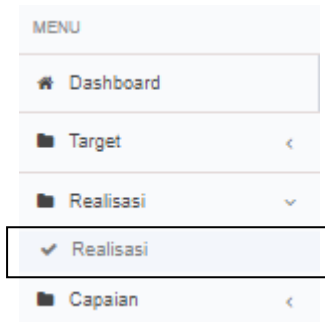 MENU
Dashboard
Target
Realisasi
Realisasi
Capaian